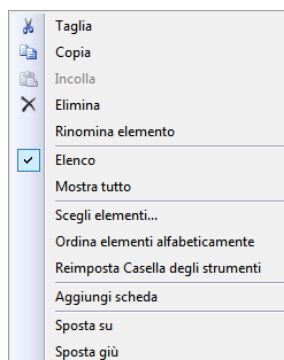 Taglia
Copia
Incolla
Elimina
Rinomina elemento
Elenco
Mostra tutto
Scegli elementi...
Ordina elementi alfabeticamente
Reimposta Casella degli strumenti
Aggiungi scheda
Sposta su
Sposta giù